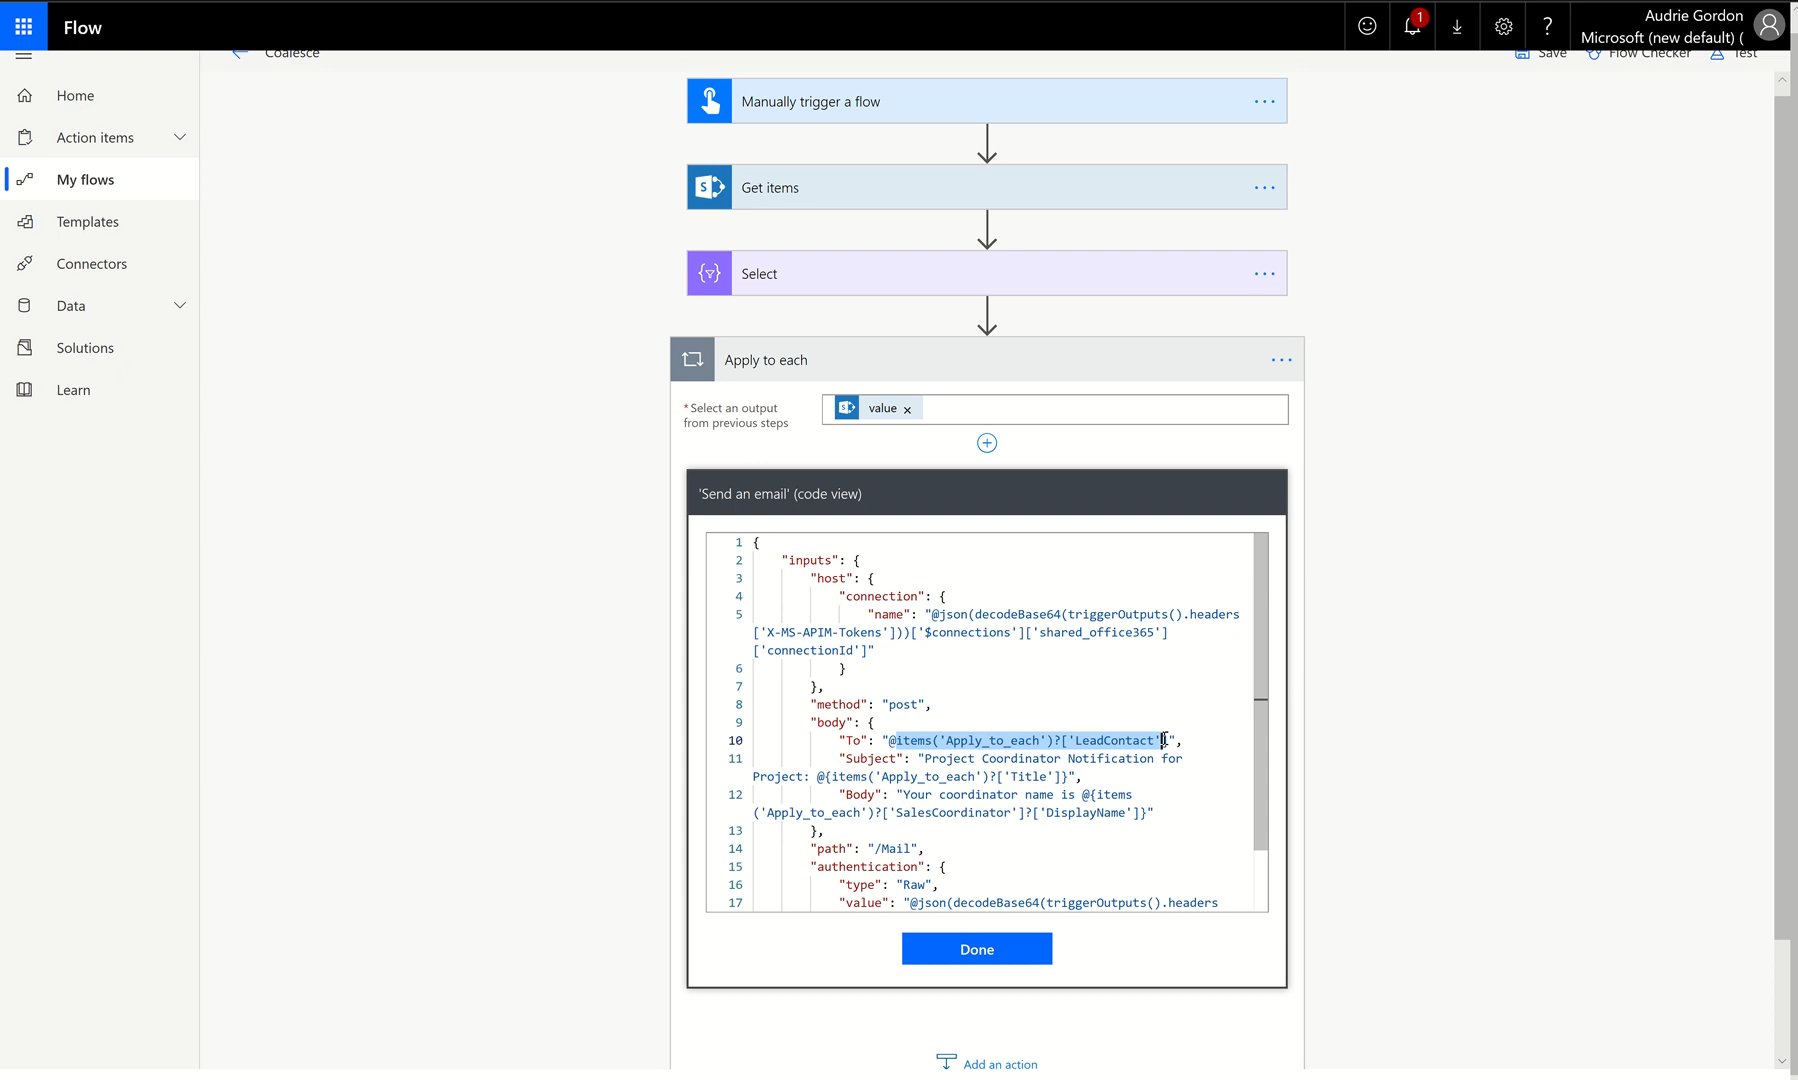 Flow
1
Audrie Gordon
Microsoft (new default) (
Coalesce
Save
Flow Checker
Test
Home
Action items
My flows
Templates
Connectors
Data
Solutions
Learn
Manually trigger a flow
Get items
Select
Apply to each
* Select an output
from previous steps
value ×
'Send an email' (code view)
1 {
2 "inputs": {
3 "host": {
4 "connection": {
5 "name": "@json(decodeBase64(triggerOutputs().headers
['X-MS-APIM-Tokens']))['$connections']['shared_office365']
['connectionId']"
6 }
7 },
8 "method": "post",
9 "body": {
10 "To": "@items('Apply_to_each')?['LeadContact']",
11 "Subject": "Project Coordinator Notification for
Project: @{items('Apply_to_each')?['Title']}",
12 "Body": "Your coordinator name is @{items
('Apply_to_each')?['SalesCoordinator']?['DisplayName']}"
13 },
14 "path": "/Mail",
15 "authentication": {
16 "type": "Raw",
17 "value": "@json(decodeBase64(triggerOutputs().headers
Done
Add an action